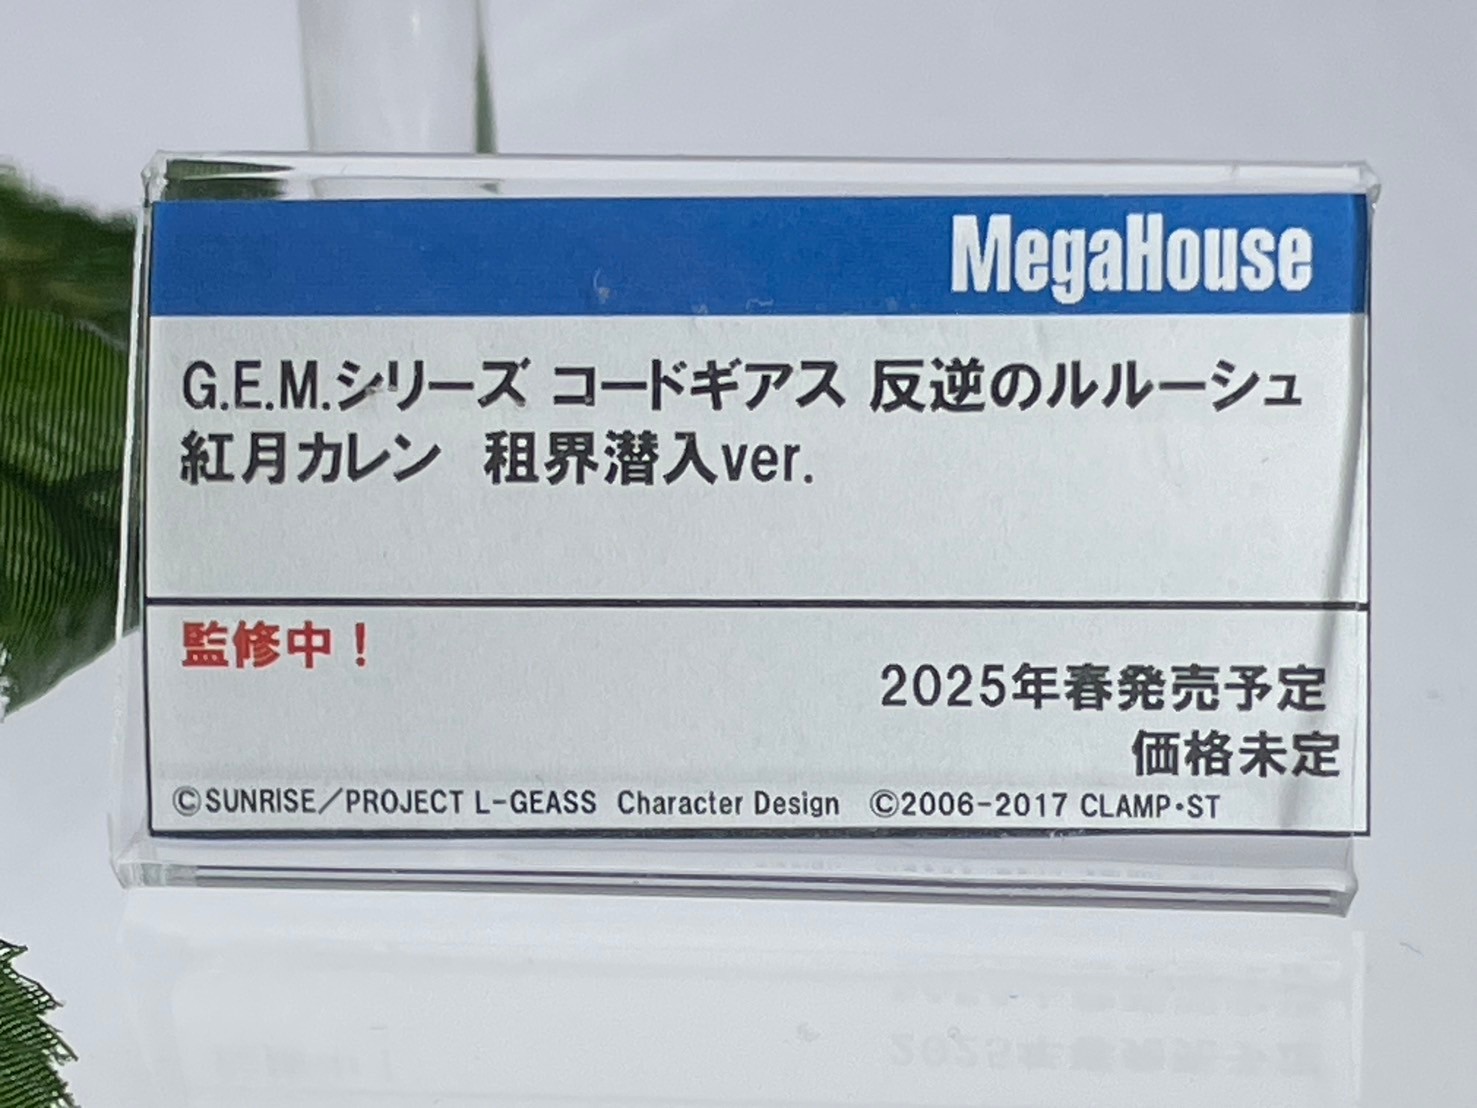 MegaHouse
G.E.M.シリーズ コードギアス 反逆のルルーシュ
紅月カレン　租界潜入ver.
監修中！
2025年春発売予定
価格未定
©SUNRISE／PROJECT L-GEASS Character Design ©2006-2017 CLAMP・ST